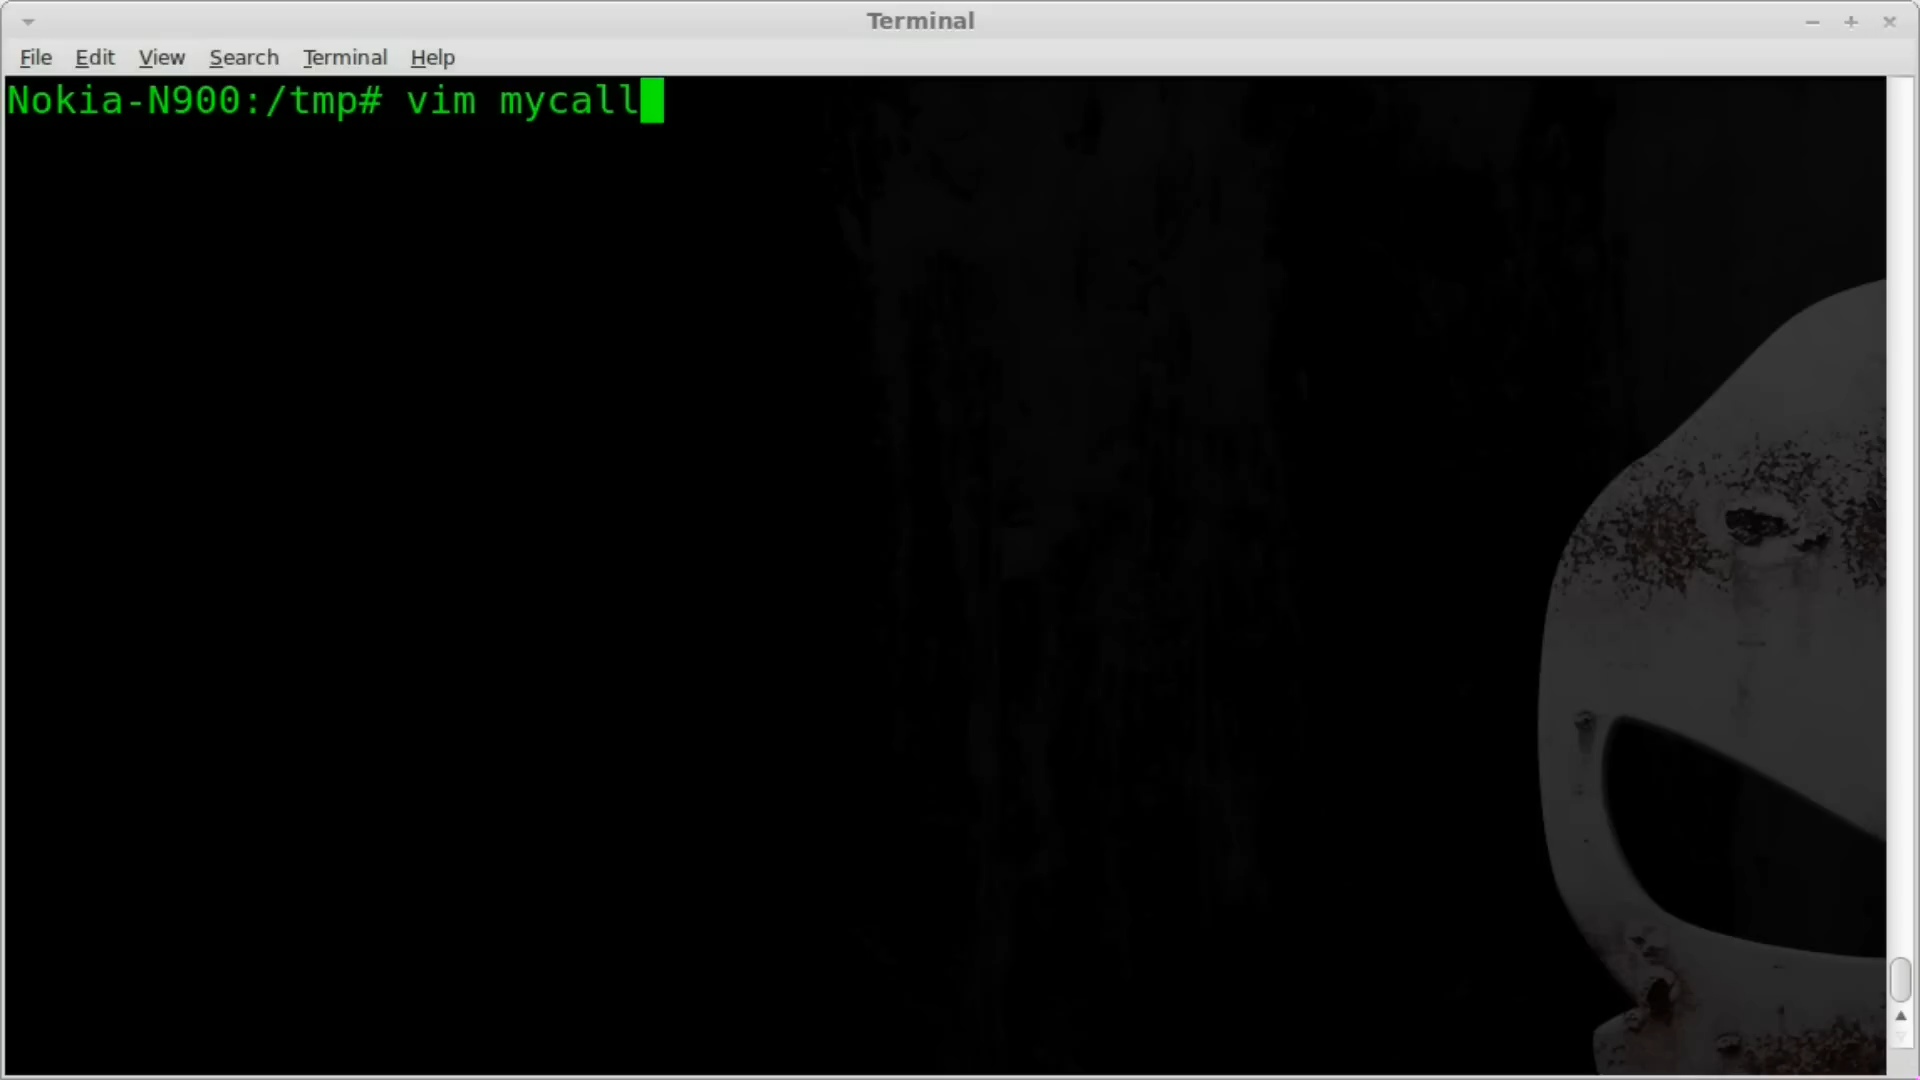 Terminal
File Edit View Search Terminal Help
Nokia-N900:/tmp# vim mycall